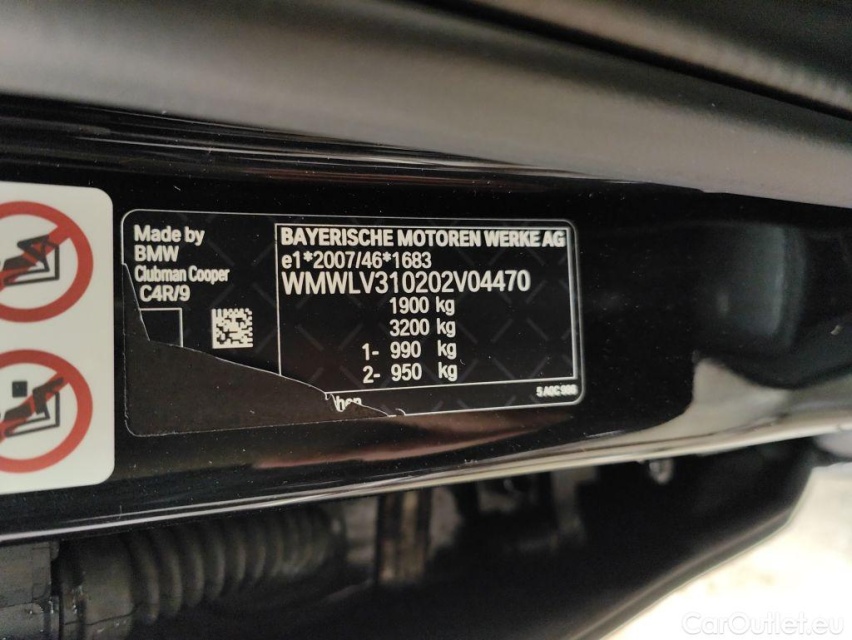 Made by
BMW
Clubman Cooper
C4R/9
BAYERISCHE MOTOREN WERKE AG
e1*2007/46*1683
WMWLV310202V04470
1900 kg
3200 kg
1- 990 kg
2- 950 kg
CarOutlet.eu